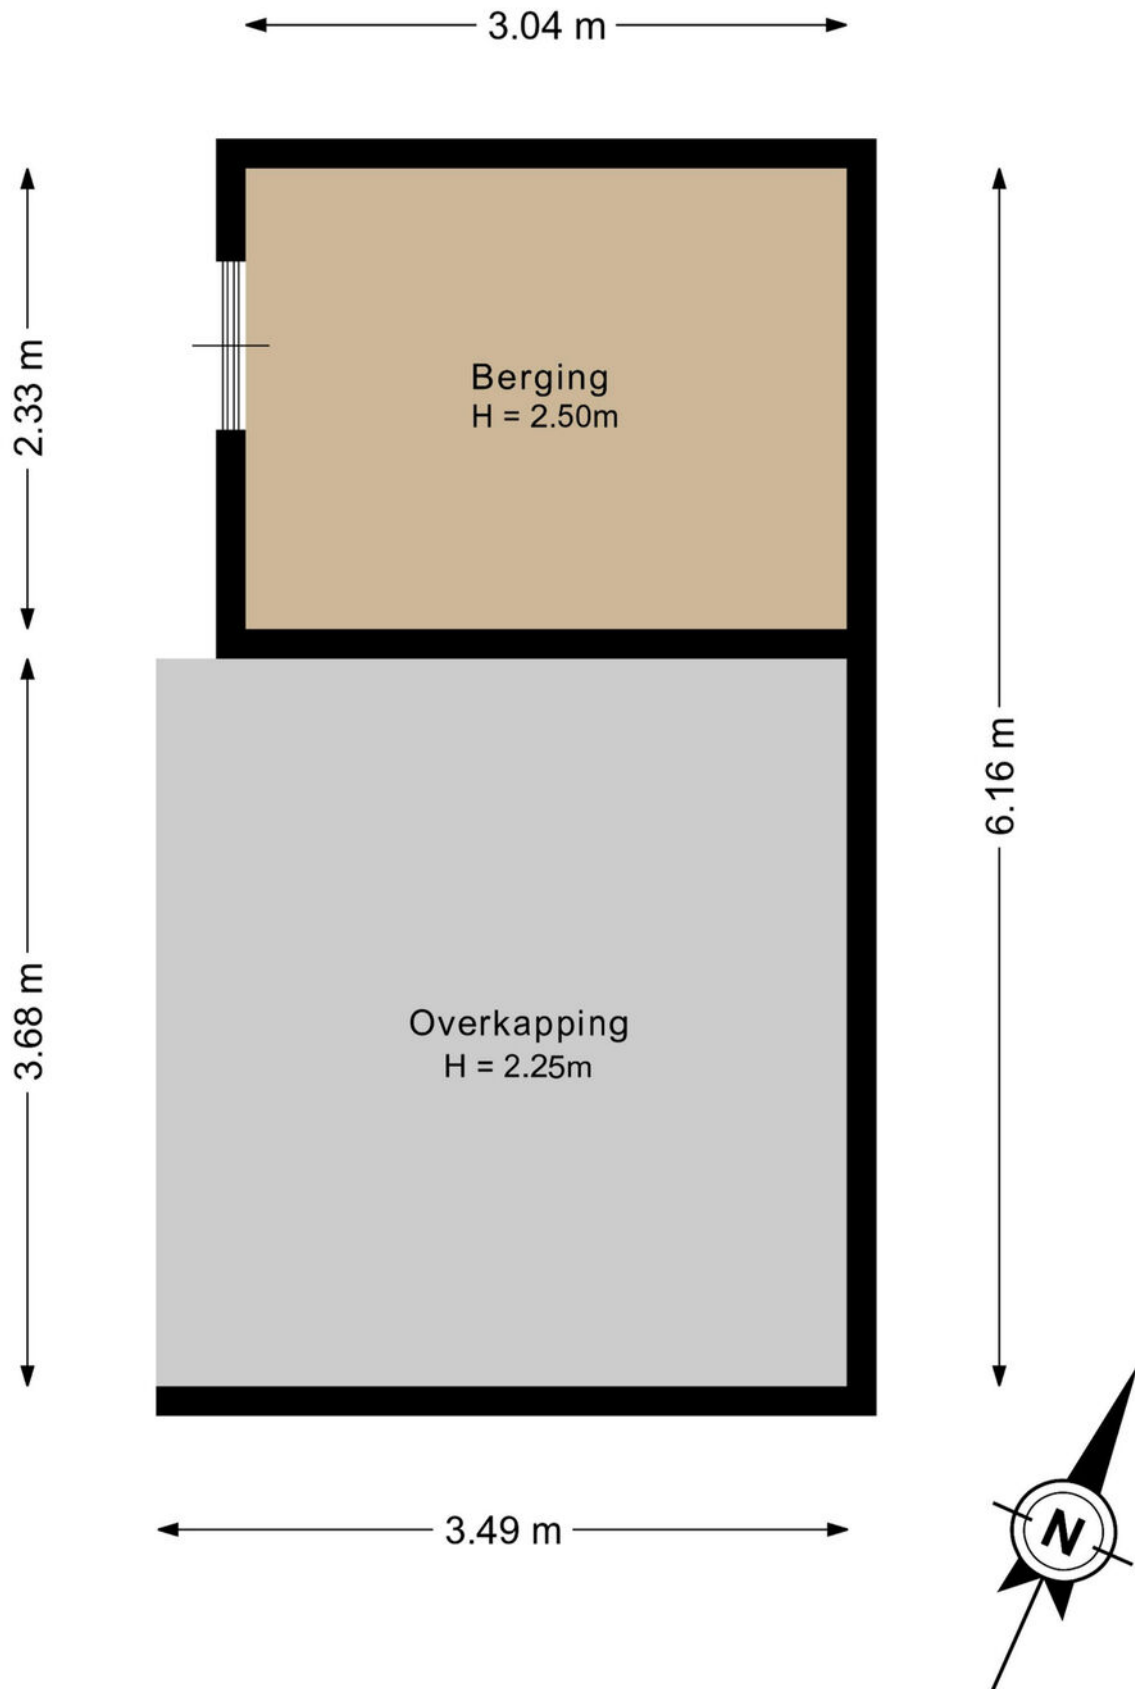 3.04 m
2.33 m
Berging
H = 2.50m
6.16 m
3.68 m
Overkapping
H = 2.25m
3.49 m
N